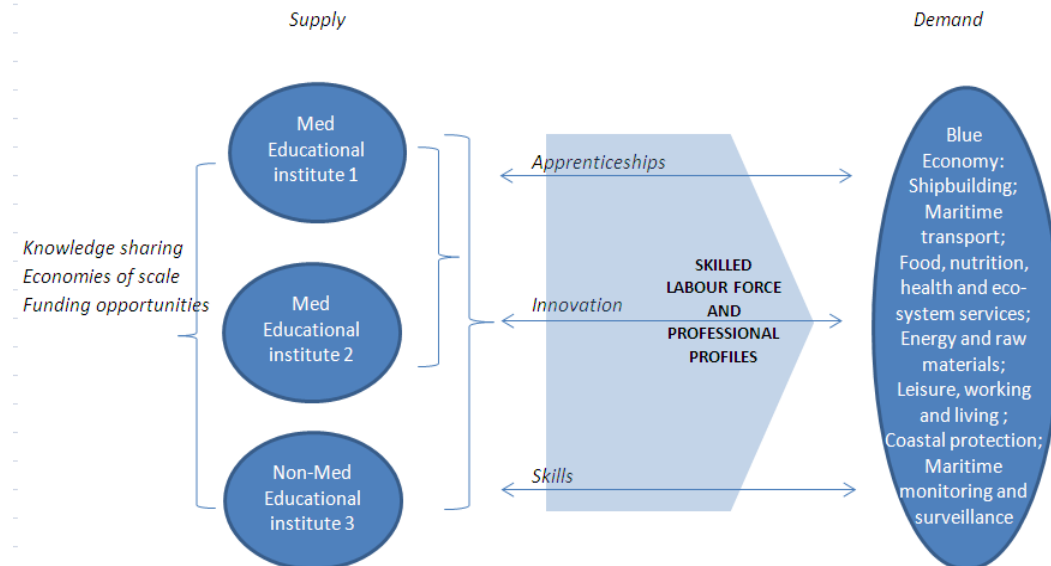 Supply
Demand
Knowledge sharing
Economies of scale
Funding opportunities
Med
Educational
institute 1
Med
Educational
institute 2
Non-Med
Educational
institute 3
Apprenticeships
Innovation
Skills
SKILLED
LABOUR FORCE
AND
PROFESSIONAL
PROFILES
Blue
Economy:
Shipbuilding;
Maritime
transport;
Food, nutrition,
health and eco-
system services;
Energy and raw
materials;
Leisure, working
and living ;
Coastal protection;
Maritime
monitoring and
surveillance